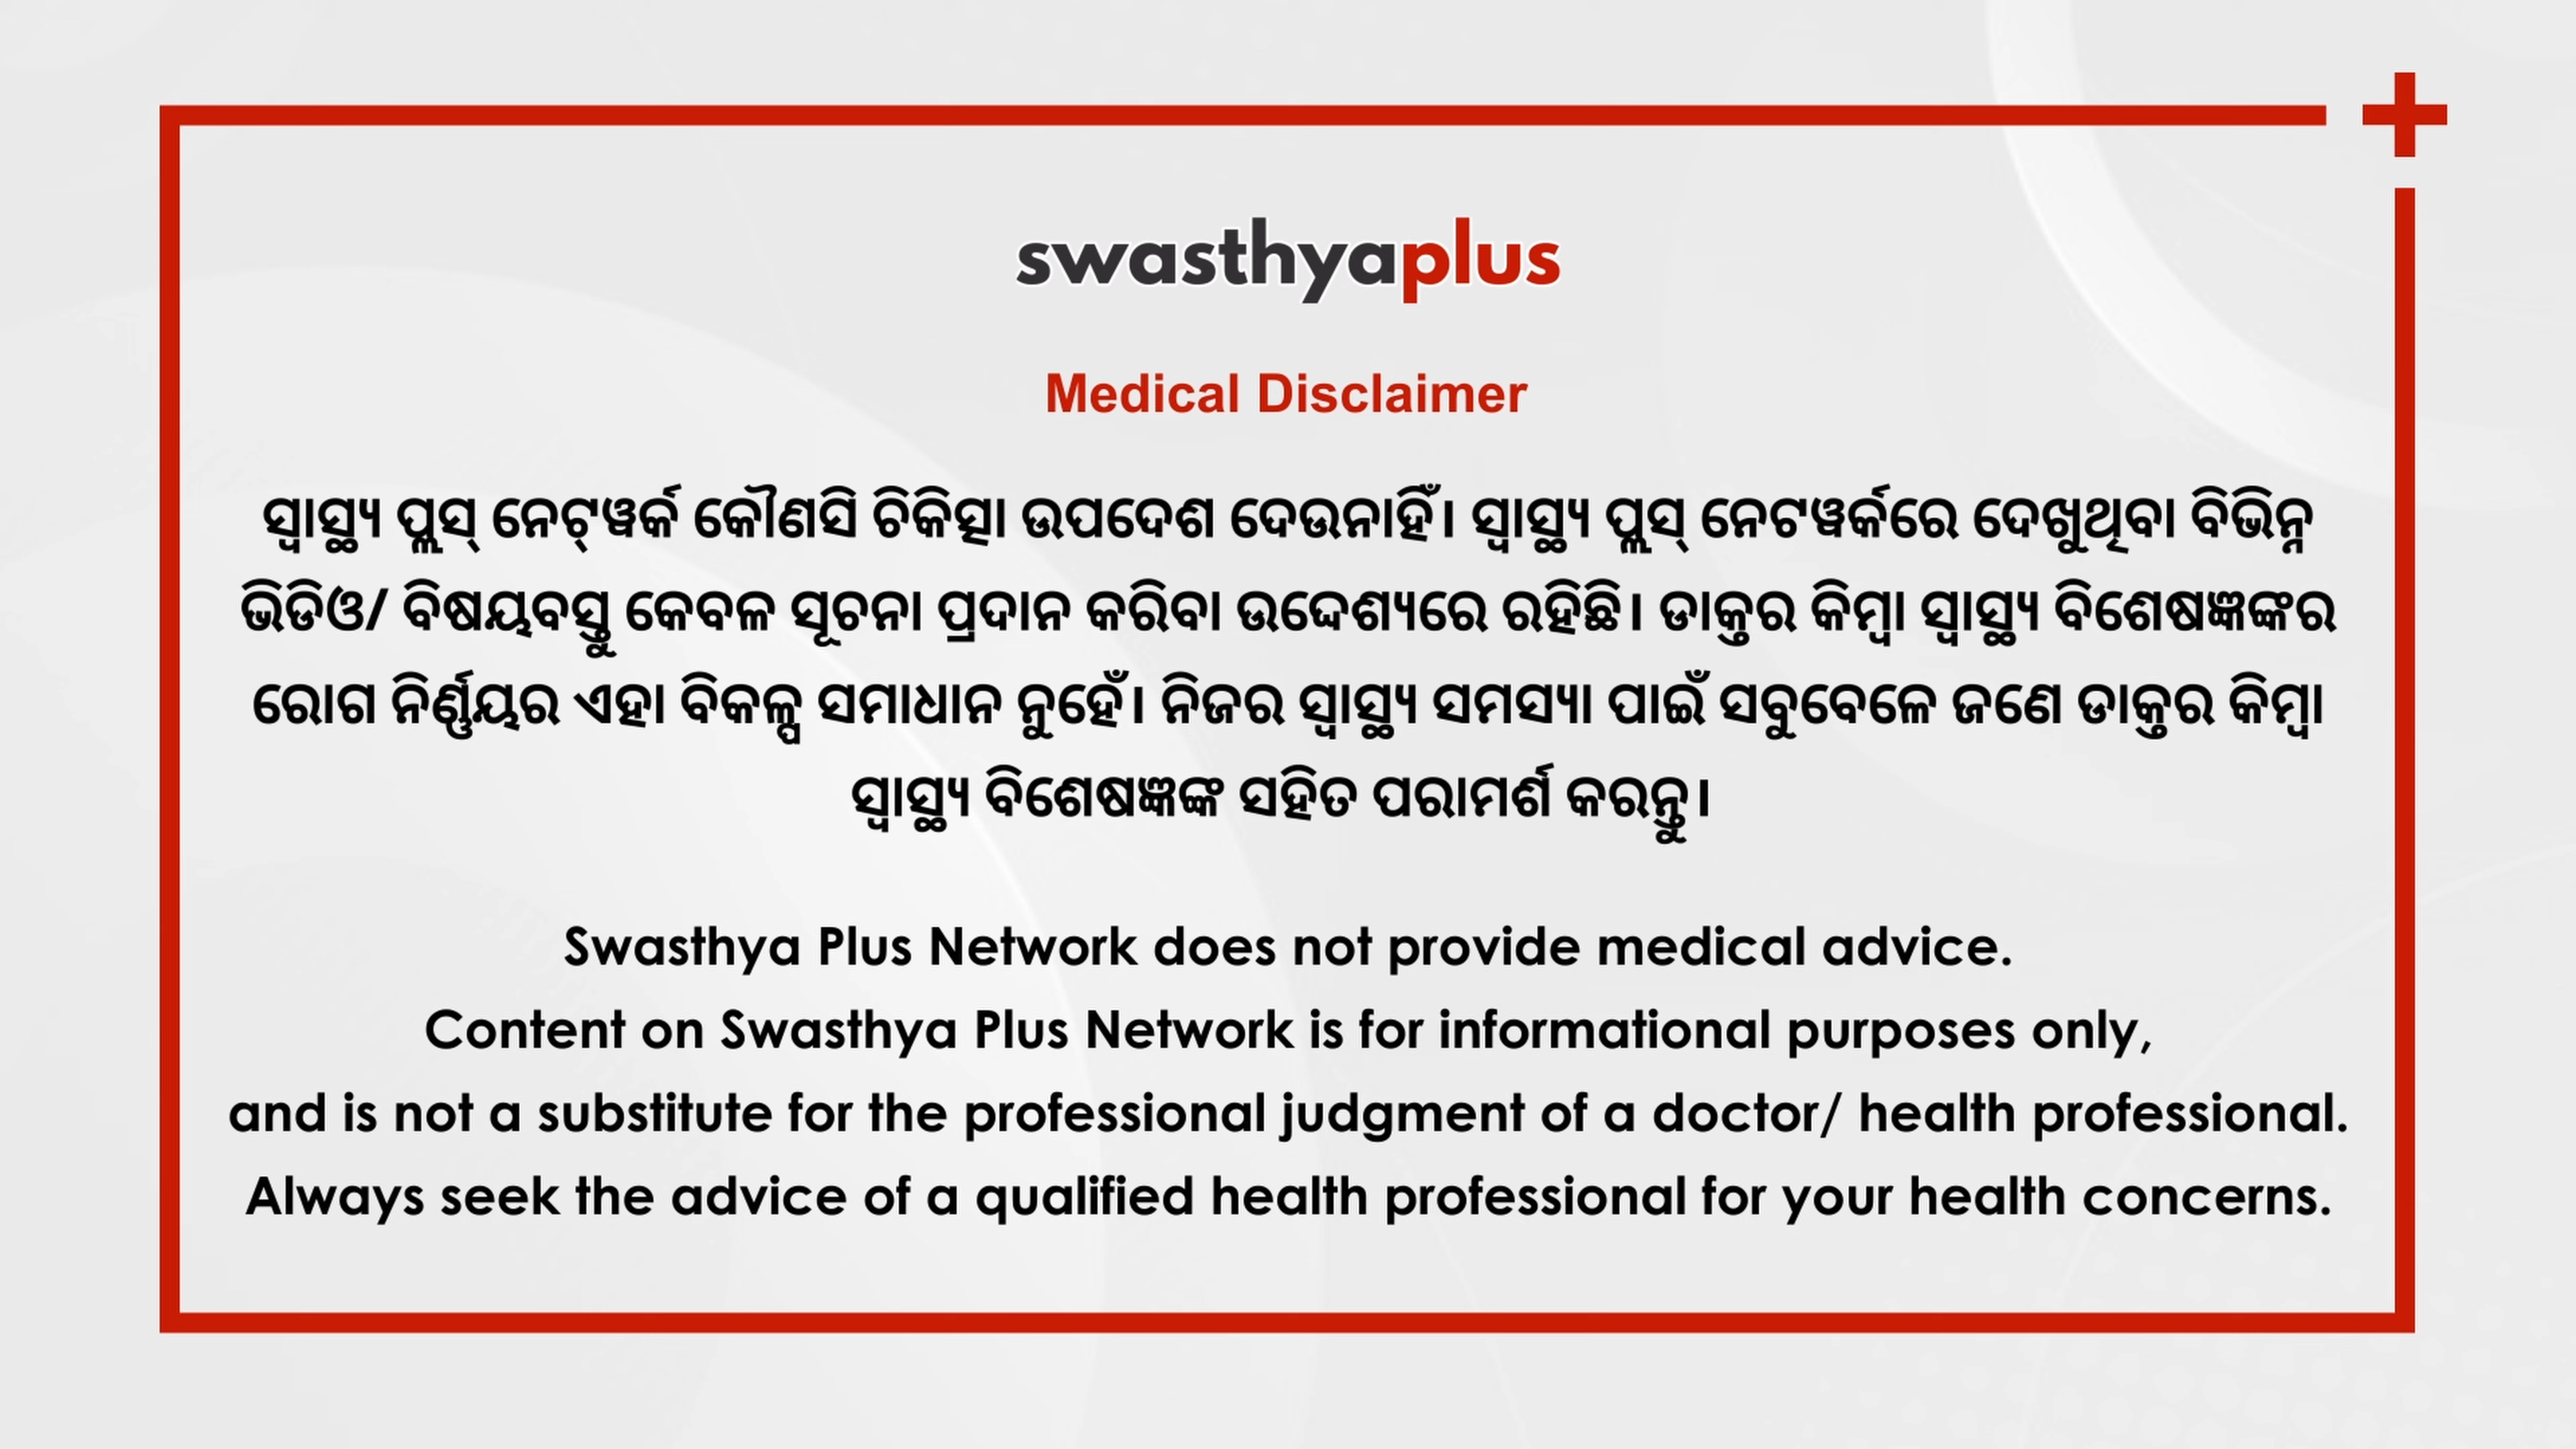 swasthyaplus
Medical Disclaimer
ସ୍ୱାସ୍ଥ୍ୟ ପ୍ଲସ୍ ନେଟ୍‌ୱର୍କ କୌଣସି ଚିକିତ୍ସା ଉପଦେଶ ଦେଉନାହିଁ। ସ୍ୱାସ୍ଥ୍ୟ ପ୍ଲସ୍ ନେଟୱର୍କରେ ଦେଖୁଥିବା ବିଭିନ୍ନ
ଭିଡିଓ/ ବିଷୟବସ୍ତୁ କେବଳ ସୂଚନା ପ୍ରଦାନ କରିବା ଉଦ୍ଦେଶ୍ୟରେ ରହିଛି। ଡାକ୍ତର କିମ୍ବା ସ୍ୱାସ୍ଥ୍ୟ ବିଶେଷଜ୍ଞଙ୍କର
ରୋଗ ନିର୍ଣ୍ଣୟର ଏହା ବିକଳ୍ପ ସମାଧାନ ନୁହେଁ। ନିଜର ସ୍ୱାସ୍ଥ୍ୟ ସମସ୍ୟା ପାଇଁ ସବୁବେଳେ ଜଣେ ଡାକ୍ତର କିମ୍ବା
ସ୍ୱାସ୍ଥ୍ୟ ବିଶେଷଜ୍ଞଙ୍କ ସହିତ ପରାମର୍ଶ କରନ୍ତୁ।
Swasthya Plus Network does not provide medical advice.
Content on Swasthya Plus Network is for informational purposes only,
and is not a substitute for the professional judgment of a doctor/ health professional.
Always seek the advice of a qualified health professional for your health concerns.